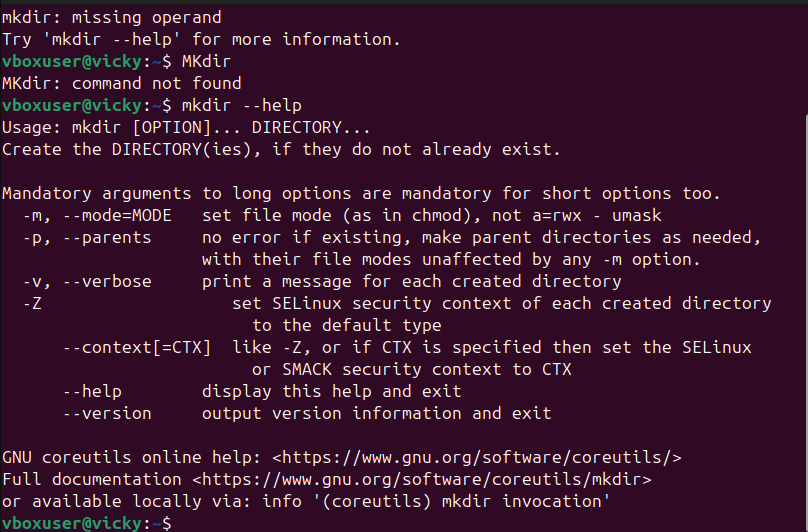 mkdir: missing operand
Try 'mkdir --help' for more information.
vboxuser@vicky:~$ MKdir
MKdir: command not found
vboxuser@vicky:~$ mkdir --help
Usage: mkdir [OPTION]... DIRECTORY...
Create the DIRECTORY(ies), if they do not already exist.

Mandatory arguments to long options are mandatory for short options too.
  -m, --mode=MODE   set file mode (as in chmod), not a=rwx - umask
  -p, --parents     no error if existing, make parent directories as needed,
                    with their file modes unaffected by any -m option.
  -v, --verbose     print a message for each created directory
  -Z                   set SELinux security context of each created directory
                         to the default type
      --context[=CTX]  like -Z, or if CTX is specified then set the SELinux
                         or SMACK security context to CTX
      --help        display this help and exit
      --version     output version information and exit

GNU coreutils online help: <https://www.gnu.org/software/coreutils/>
Full documentation <https://www.gnu.org/software/coreutils/mkdir>
or available locally via: info '(coreutils) mkdir invocation'
vboxuser@vicky:~$